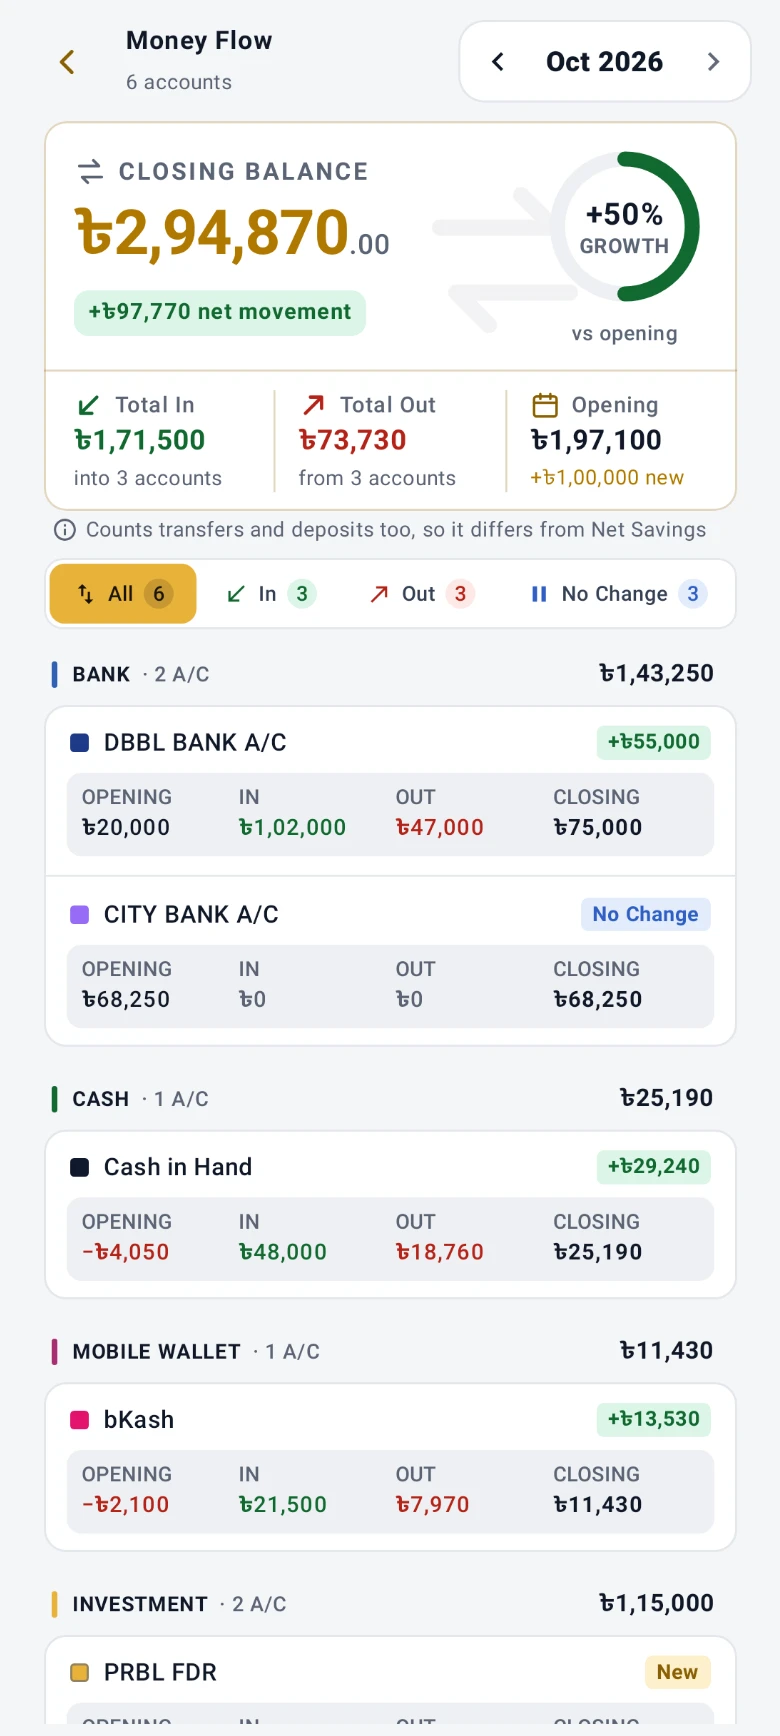 Money Flow
6 accounts
Oct 2026
CLOSING BALANCE
৳2,94,870.00
+৳97,770 net movement
+50%
GROWTH
vs opening
Total In
৳1,71,500
into 3 accounts
Total Out
৳73,730
from 3 accounts
Opening
৳1,97,100
+৳1,00,000 new
Counts transfers and deposits too, so it differs from Net Savings
All 6 In 3 Out 3 No Change 3
BANK · 2 A/C ৳1,43,250
DBBL BANK A/C +৳55,000
OPENING IN OUT CLOSING
৳20,000 ৳1,02,000 ৳47,000 ৳75,000
CITY BANK A/C No Change
OPENING IN OUT CLOSING
৳68,250 ৳0 ৳0 ৳68,250
CASH · 1 A/C ৳25,190
Cash in Hand +৳29,240
OPENING IN OUT CLOSING
−৳4,050 ৳48,000 ৳18,760 ৳25,190
MOBILE WALLET · 1 A/C ৳11,430
bKash +৳13,530
OPENING IN OUT CLOSING
−৳2,100 ৳21,500 ৳7,970 ৳11,430
INVESTMENT · 2 A/C ৳1,15,000
PRBL FDR New
OPENING IN OUT CLOSING